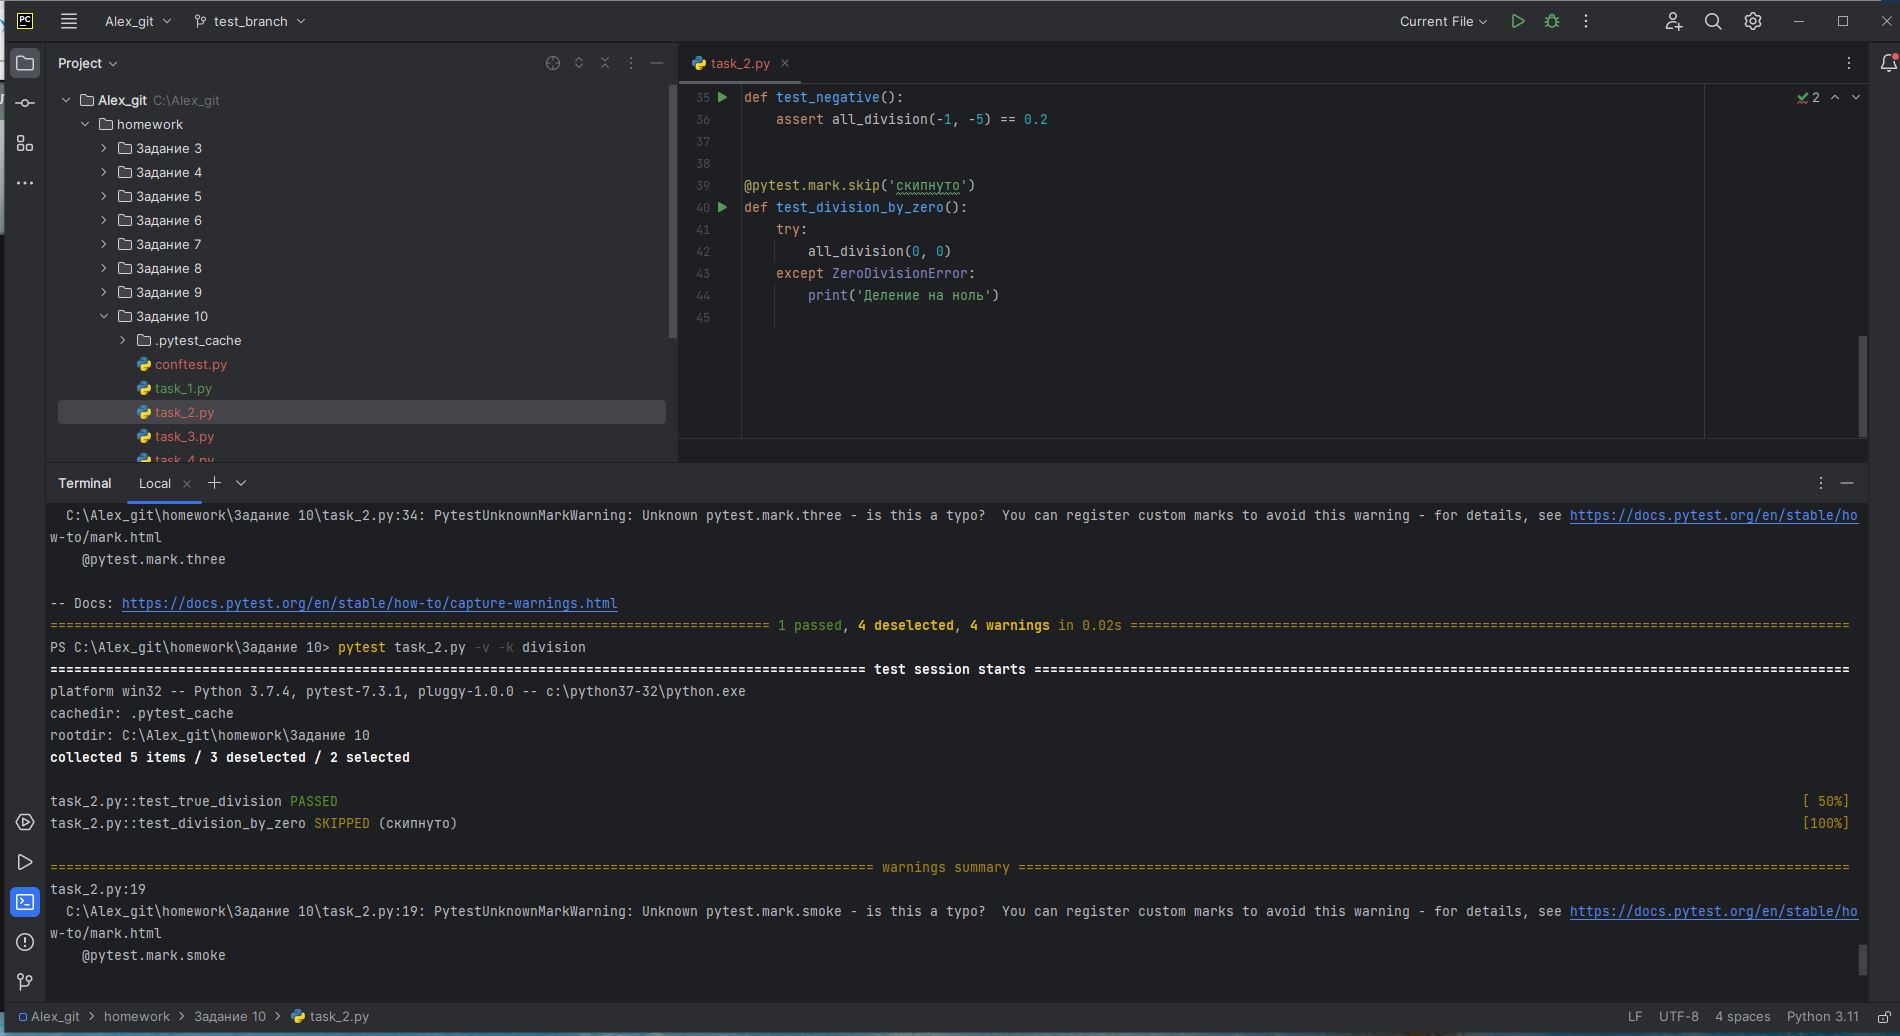 PC Alex_git test_branch Current File
Project
Alex_git C:\Alex_git
homework
Задание 3
Задание 4
Задание 5
Задание 6
Задание 7
Задание 8
Задание 9
Задание 10
.pytest_cache
conftest.py
task_1.py
task_2.py
task_3.py
task_4.py
task_2.py
2
35 def test_negative():
36 assert all_division(-1, -5) == 0.2
37
38
39 @pytest.mark.skip('скипнуто')
40 def test_division_by_zero():
41 try:
42 all_division(0, 0)
43 except ZeroDivisionError:
44 print('Деление на ноль')
45
Terminal Local
C:\Alex_git\homework\Задание 10\task_2.py:34: PytestUnknownMarkWarning: Unknown pytest.mark.three - is this a typo?  You can register custom marks to avoid this warning - for details, see https://docs.pytest.org/en/stable/ho
w-to/mark.html
@pytest.mark.three
-- Docs: https://docs.pytest.org/en/stable/how-to/capture-warnings.html
========== 1 passed, 4 deselected, 4 warnings in 0.02s ==========
PS C:\Alex_git\homework\Задание 10> pytest task_2.py -v -k division
========== test session starts ==========
platform win32 -- Python 3.7.4, pytest-7.3.1, pluggy-1.0.0 -- c:\python37-32\python.exe
cachedir: .pytest_cache
rootdir: C:\Alex_git\homework\Задание 10
collected 5 items / 3 deselected / 2 selected
task_2.py::test_true_division PASSED [ 50%]
task_2.py::test_division_by_zero SKIPPED (скипнуто) [100%]
========== warnings summary ==========
task_2.py:19
C:\Alex_git\homework\Задание 10\task_2.py:19: PytestUnknownMarkWarning: Unknown pytest.mark.smoke - is this a typo?  You can register custom marks to avoid this warning - for details, see https://docs.pytest.org/en/stable/ho
w-to/mark.html
@pytest.mark.smoke
Alex_git > homework > Задание 10 > task_2.py LF UTF-8 4 spaces Python 3.11